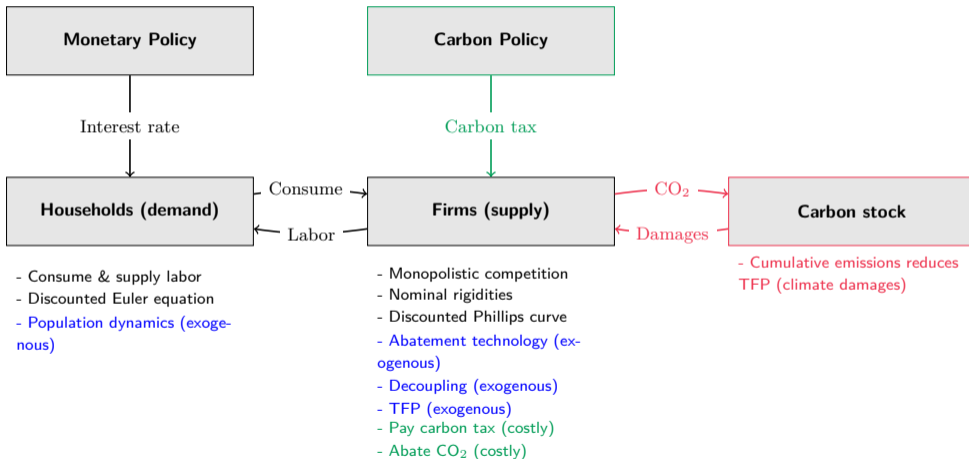 Monetary Policy
Carbon Policy
Interest rate
Carbon tax
Households (demand)
Consume
Labor
Firms (supply)
CO₂
Damages
Carbon stock
- Consume & supply labor
- Discounted Euler equation
- Population dynamics (exoge-
nous)
- Monopolistic competition
- Nominal rigidities
- Discounted Phillips curve
- Abatement technology (ex-
ogenous)
- Decoupling (exogenous)
- TFP (exogenous)
- Pay carbon tax (costly)
- Abate CO₂ (costly)
- Cumulative emissions reduces
TFP (climate damages)